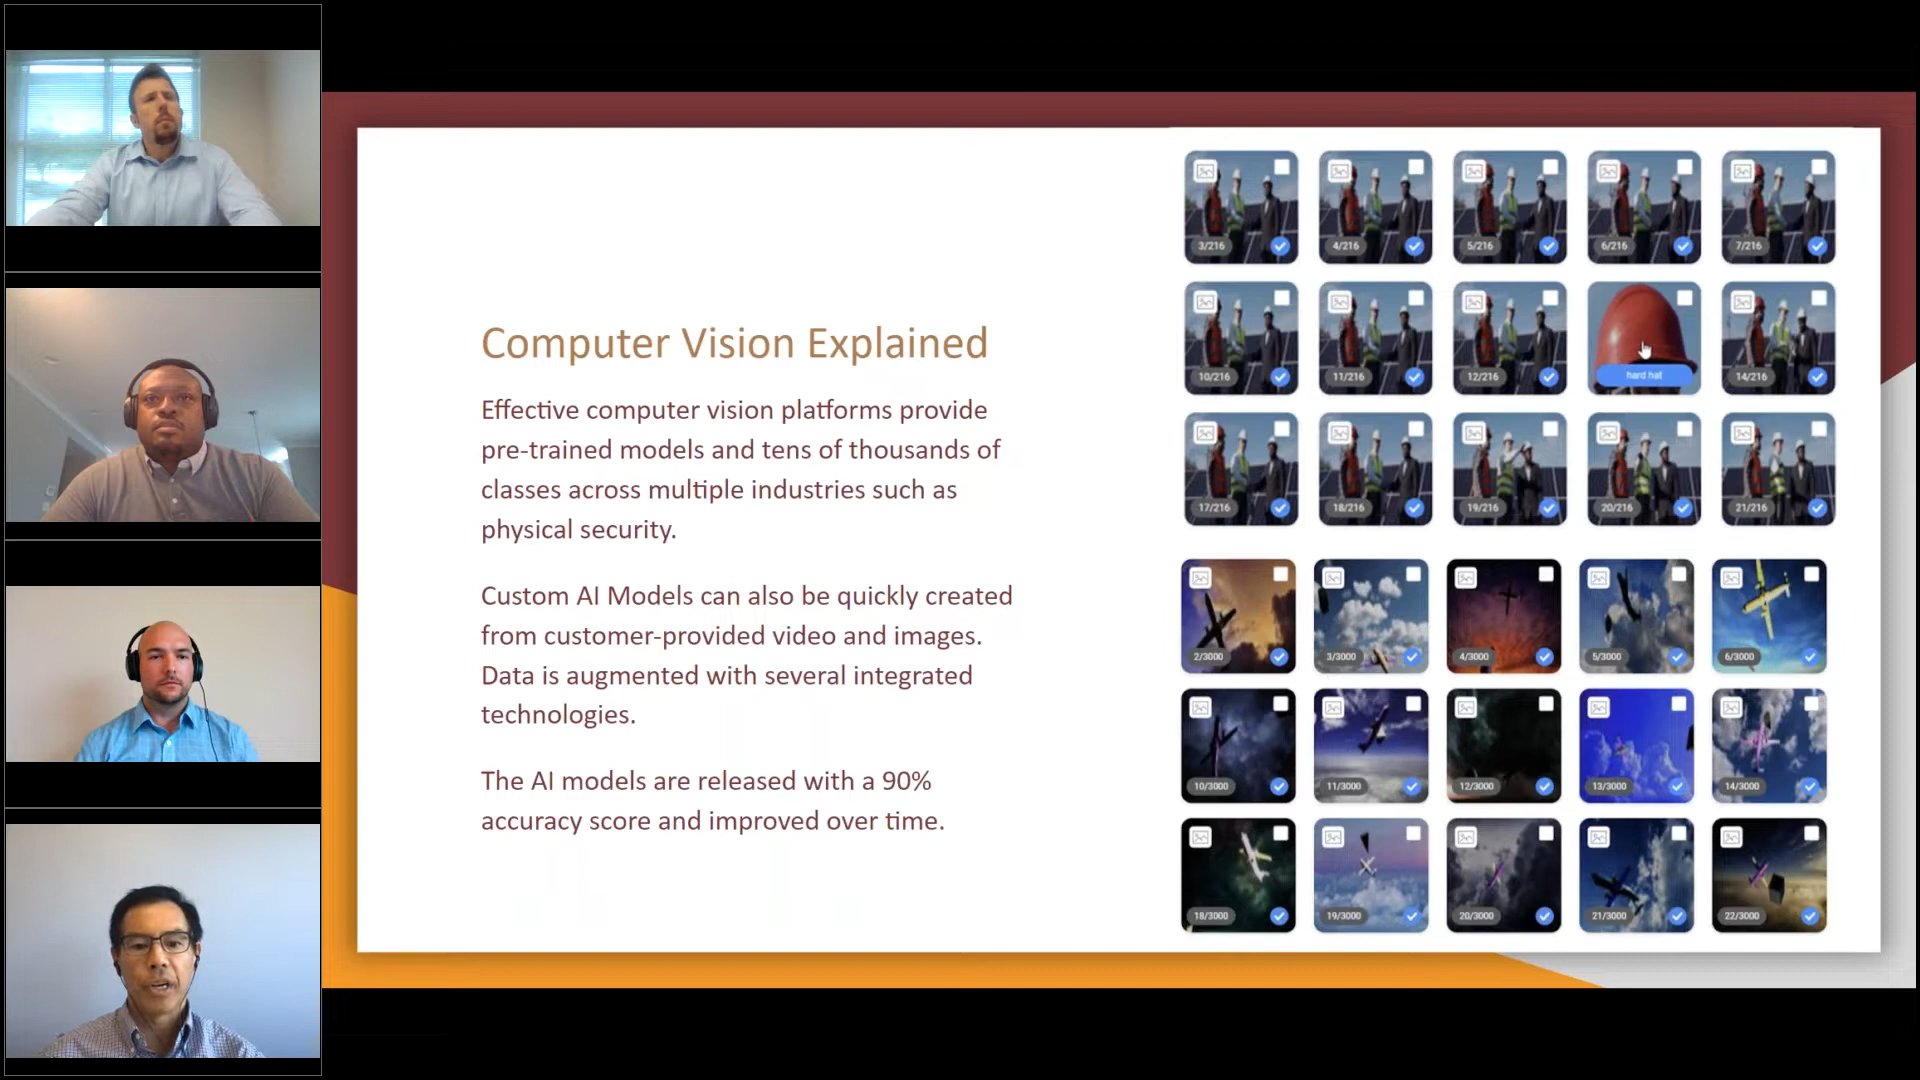 Computer Vision Explained
Effective computer vision platforms provide
pre-trained models and tens of thousands of
classes across multiple industries such as
physical security.
Custom AI Models can also be quickly created
from customer-provided video and images.
Data is augmented with several integrated
technologies.
The AI models are released with a 90%
accuracy score and improved over time.
3/216 4/216 5/216 6/216 7/216
10/216 11/216 12/216 hard hat 14/216
17/216 18/216 19/216 20/216 21/216
2/3000 3/3000 4/3000 5/3000 6/3000
10/3000 11/3000 12/3000 13/3000 14/3000
18/3000 19/3000 20/3000 21/3000 22/3000